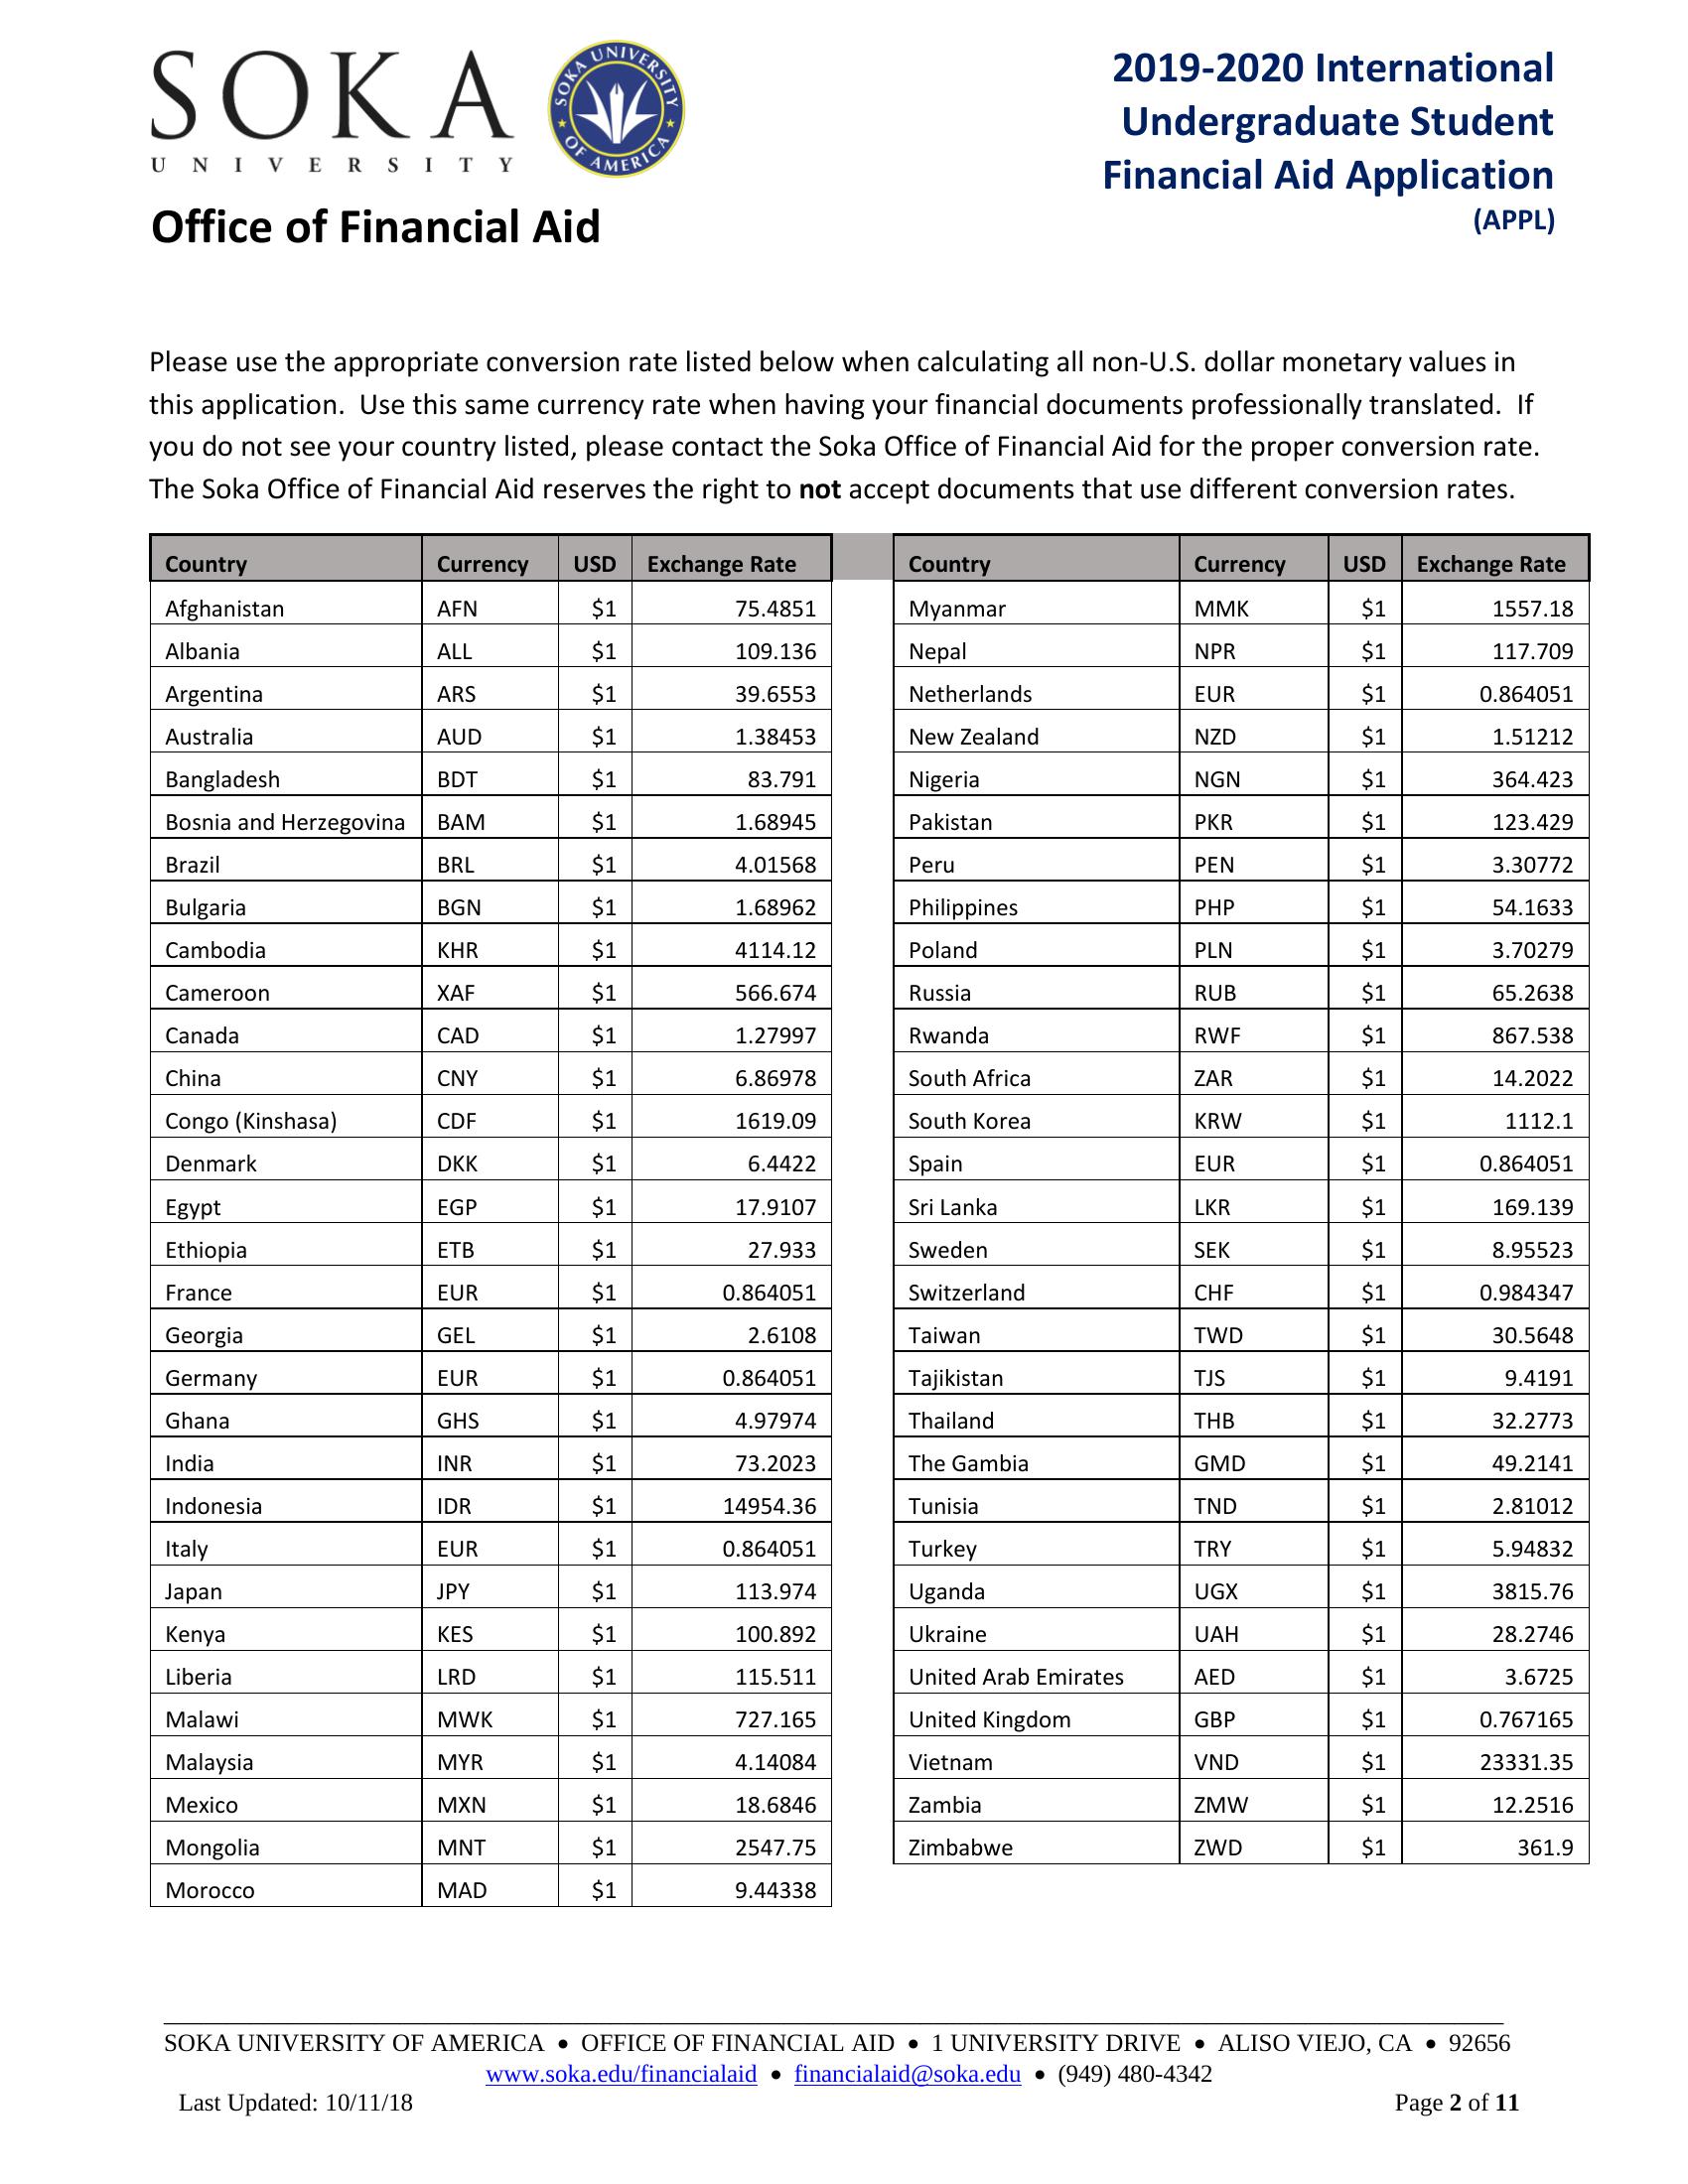 SOKA
UNIVERSITY
SOKA UNIVERSITY OF AMERICA
Office of Financial Aid
2019-2020 International
Undergraduate Student
Financial Aid Application
(APPL)
Please use the appropriate conversion rate listed below when calculating all non-U.S. dollar monetary values in
this application. Use this same currency rate when having your financial documents professionally translated. If
you do not see your country listed, please contact the Soka Office of Financial Aid for the proper conversion rate.
The Soka Office of Financial Aid reserves the right to not accept documents that use different conversion rates.
Country Currency USD Exchange Rate Country Currency USD Exchange Rate
Afghanistan AFN $1 75.4851 Myanmar MMK $1 1557.18
Albania ALL $1 109.136 Nepal NPR $1 117.709
Argentina ARS $1 39.6553 Netherlands EUR $1 0.864051
Australia AUD $1 1.38453 New Zealand NZD $1 1.51212
Bangladesh BDT $1 83.791 Nigeria NGN $1 364.423
Bosnia and Herzegovina BAM $1 1.68945 Pakistan PKR $1 123.429
Brazil BRL $1 4.01568 Peru PEN $1 3.30772
Bulgaria BGN $1 1.68962 Philippines PHP $1 54.1633
Cambodia KHR $1 4114.12 Poland PLN $1 3.70279
Cameroon XAF $1 566.674 Russia RUB $1 65.2638
Canada CAD $1 1.27997 Rwanda RWF $1 867.538
China CNY $1 6.86978 South Africa ZAR $1 14.2022
Congo (Kinshasa) CDF $1 1619.09 South Korea KRW $1 1112.1
Denmark DKK $1 6.4422 Spain EUR $1 0.864051
Egypt EGP $1 17.9107 Sri Lanka LKR $1 169.139
Ethiopia ETB $1 27.933 Sweden SEK $1 8.95523
France EUR $1 0.864051 Switzerland CHF $1 0.984347
Georgia GEL $1 2.6108 Taiwan TWD $1 30.5648
Germany EUR $1 0.864051 Tajikistan TJS $1 9.4191
Ghana GHS $1 4.97974 Thailand THB $1 32.2773
India INR $1 73.2023 The Gambia GMD $1 49.2141
Indonesia IDR $1 14954.36 Tunisia TND $1 2.81012
Italy EUR $1 0.864051 Turkey TRY $1 5.94832
Japan JPY $1 113.974 Uganda UGX $1 3815.76
Kenya KES $1 100.892 Ukraine UAH $1 28.2746
Liberia LRD $1 115.511 United Arab Emirates AED $1 3.6725
Malawi MWK $1 727.165 United Kingdom GBP $1 0.767165
Malaysia MYR $1 4.14084 Vietnam VND $1 23331.35
Mexico MXN $1 18.6846 Zambia ZMW $1 12.2516
Mongolia MNT $1 2547.75 Zimbabwe ZWD $1 361.9
Morocco MAD $1 9.44338
SOKA UNIVERSITY OF AMERICA • OFFICE OF FINANCIAL AID • 1 UNIVERSITY DRIVE • ALISO VIEJO, CA • 92656
www.soka.edu/financialaid • financialaid@soka.edu • (949) 480-4342
Last Updated: 10/11/18 Page 2 of 11